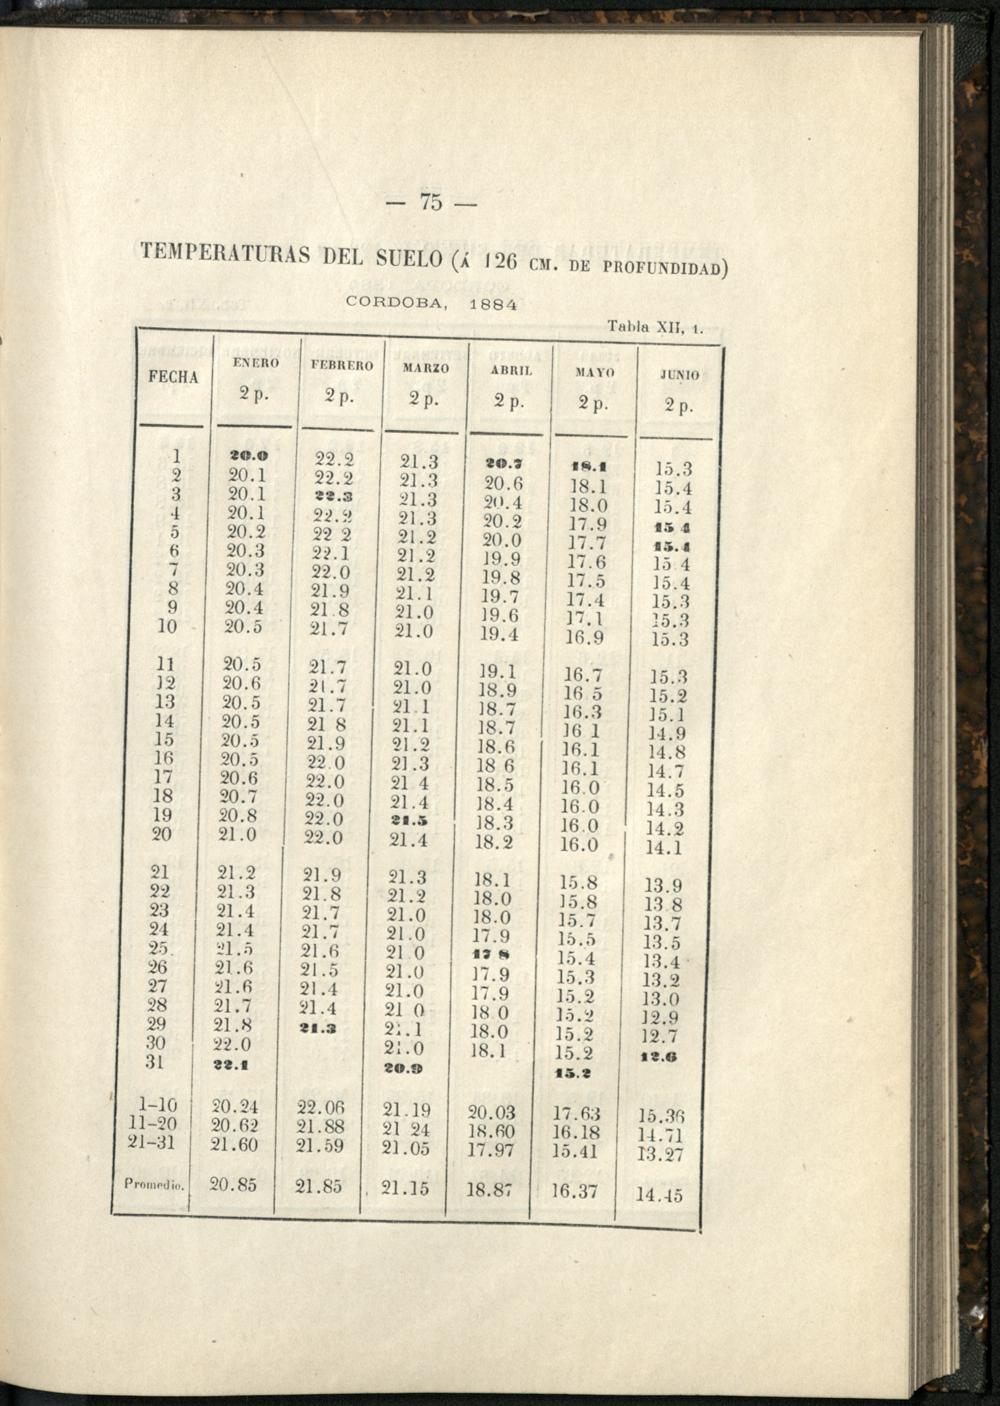 — 75 —
TEMPERATURAS DEL SUELO (Á 126 CM. DE PROFUNDIDAD)
CORDOBA, 1884
Tabla XII, 1.
FECHA ENERO FEBRERO MARZO ABRIL MAYO JUNIO
2 p. 2 p. 2 p. 2 p. 2 p. 2 p.
1 20.0 22.2 21.3 20.7 18.1 15.3
2 20.1 22.2 21.3 20.6 18.1 15.4
3 20.1 22.3 21.3 20.4 18.0 15.4
4 20.1 22.2 21.3 20.2 17.9 15 4
5 20.2 22 2 21.2 20.0 17.7 15.4
6 20.3 22.1 21.2 19.9 17.6 15 4
7 20.3 22.0 21.2 19.8 17.5 15.4
8 20.4 21.9 21.1 19.7 17.4 15.3
9 20.4 21 8 21.0 19.6 17.1 15.3
10 20.5 21.7 21.0 19.4 16.9 15.3
11 20.5 21.7 21.0 19.1 16.7 15.3
12 20.6 21.7 21.0 18.9 16 5 15.2
13 20.5 21.7 21.1 18.7 16.3 15.1
14 20.5 21 8 21.1 18.7 16 1 14.9
15 20.5 21.9 21.2 18.6 16.1 14.8
16 20.5 22 0 21.3 18 6 16.1 14.7
17 20.6 22.0 21 4 18.5 16.0 14.5
18 20.7 22.0 21.4 18.4 16.0 14.3
19 20.8 22.0 21.5 18.3 16.0 14.2
20 21.0 22.0 21.4 18.2 16.0 14.1
21 21.2 21.9 21.3 18.1 15.8 13.9
22 21.3 21.8 21.2 18.0 15.8 13 8
23 21.4 21.7 21.0 18.0 15.7 13.7
24 21.4 21.7 21.0 17.9 15.5 13.5
25. 21.5 21.6 21 0 17 8 15.4 13.4
26 21.6 21.5 21.0 17.9 15.3 13.2
27 21.6 21.4 21.0 17.9 15.2 13.0
28 21.7 21.4 21 0 18 0 15.2 12.9
29 21.8 21.3 21.1 18.0 15.2 12.7
30 22.0 21.0 18.1 15.2 12.6
31 22.1 20.9 15.2
1-10 20.24 22.06 21.19 20.03 17.63 15.36
11-20 20.62 21.88 21 24 18.60 16.18 14.71
21-31 21.60 21.59 21.05 17.97 15.41 13.27
Promedio. 20.85 21.85 21.15 18.87 16.37 14.45